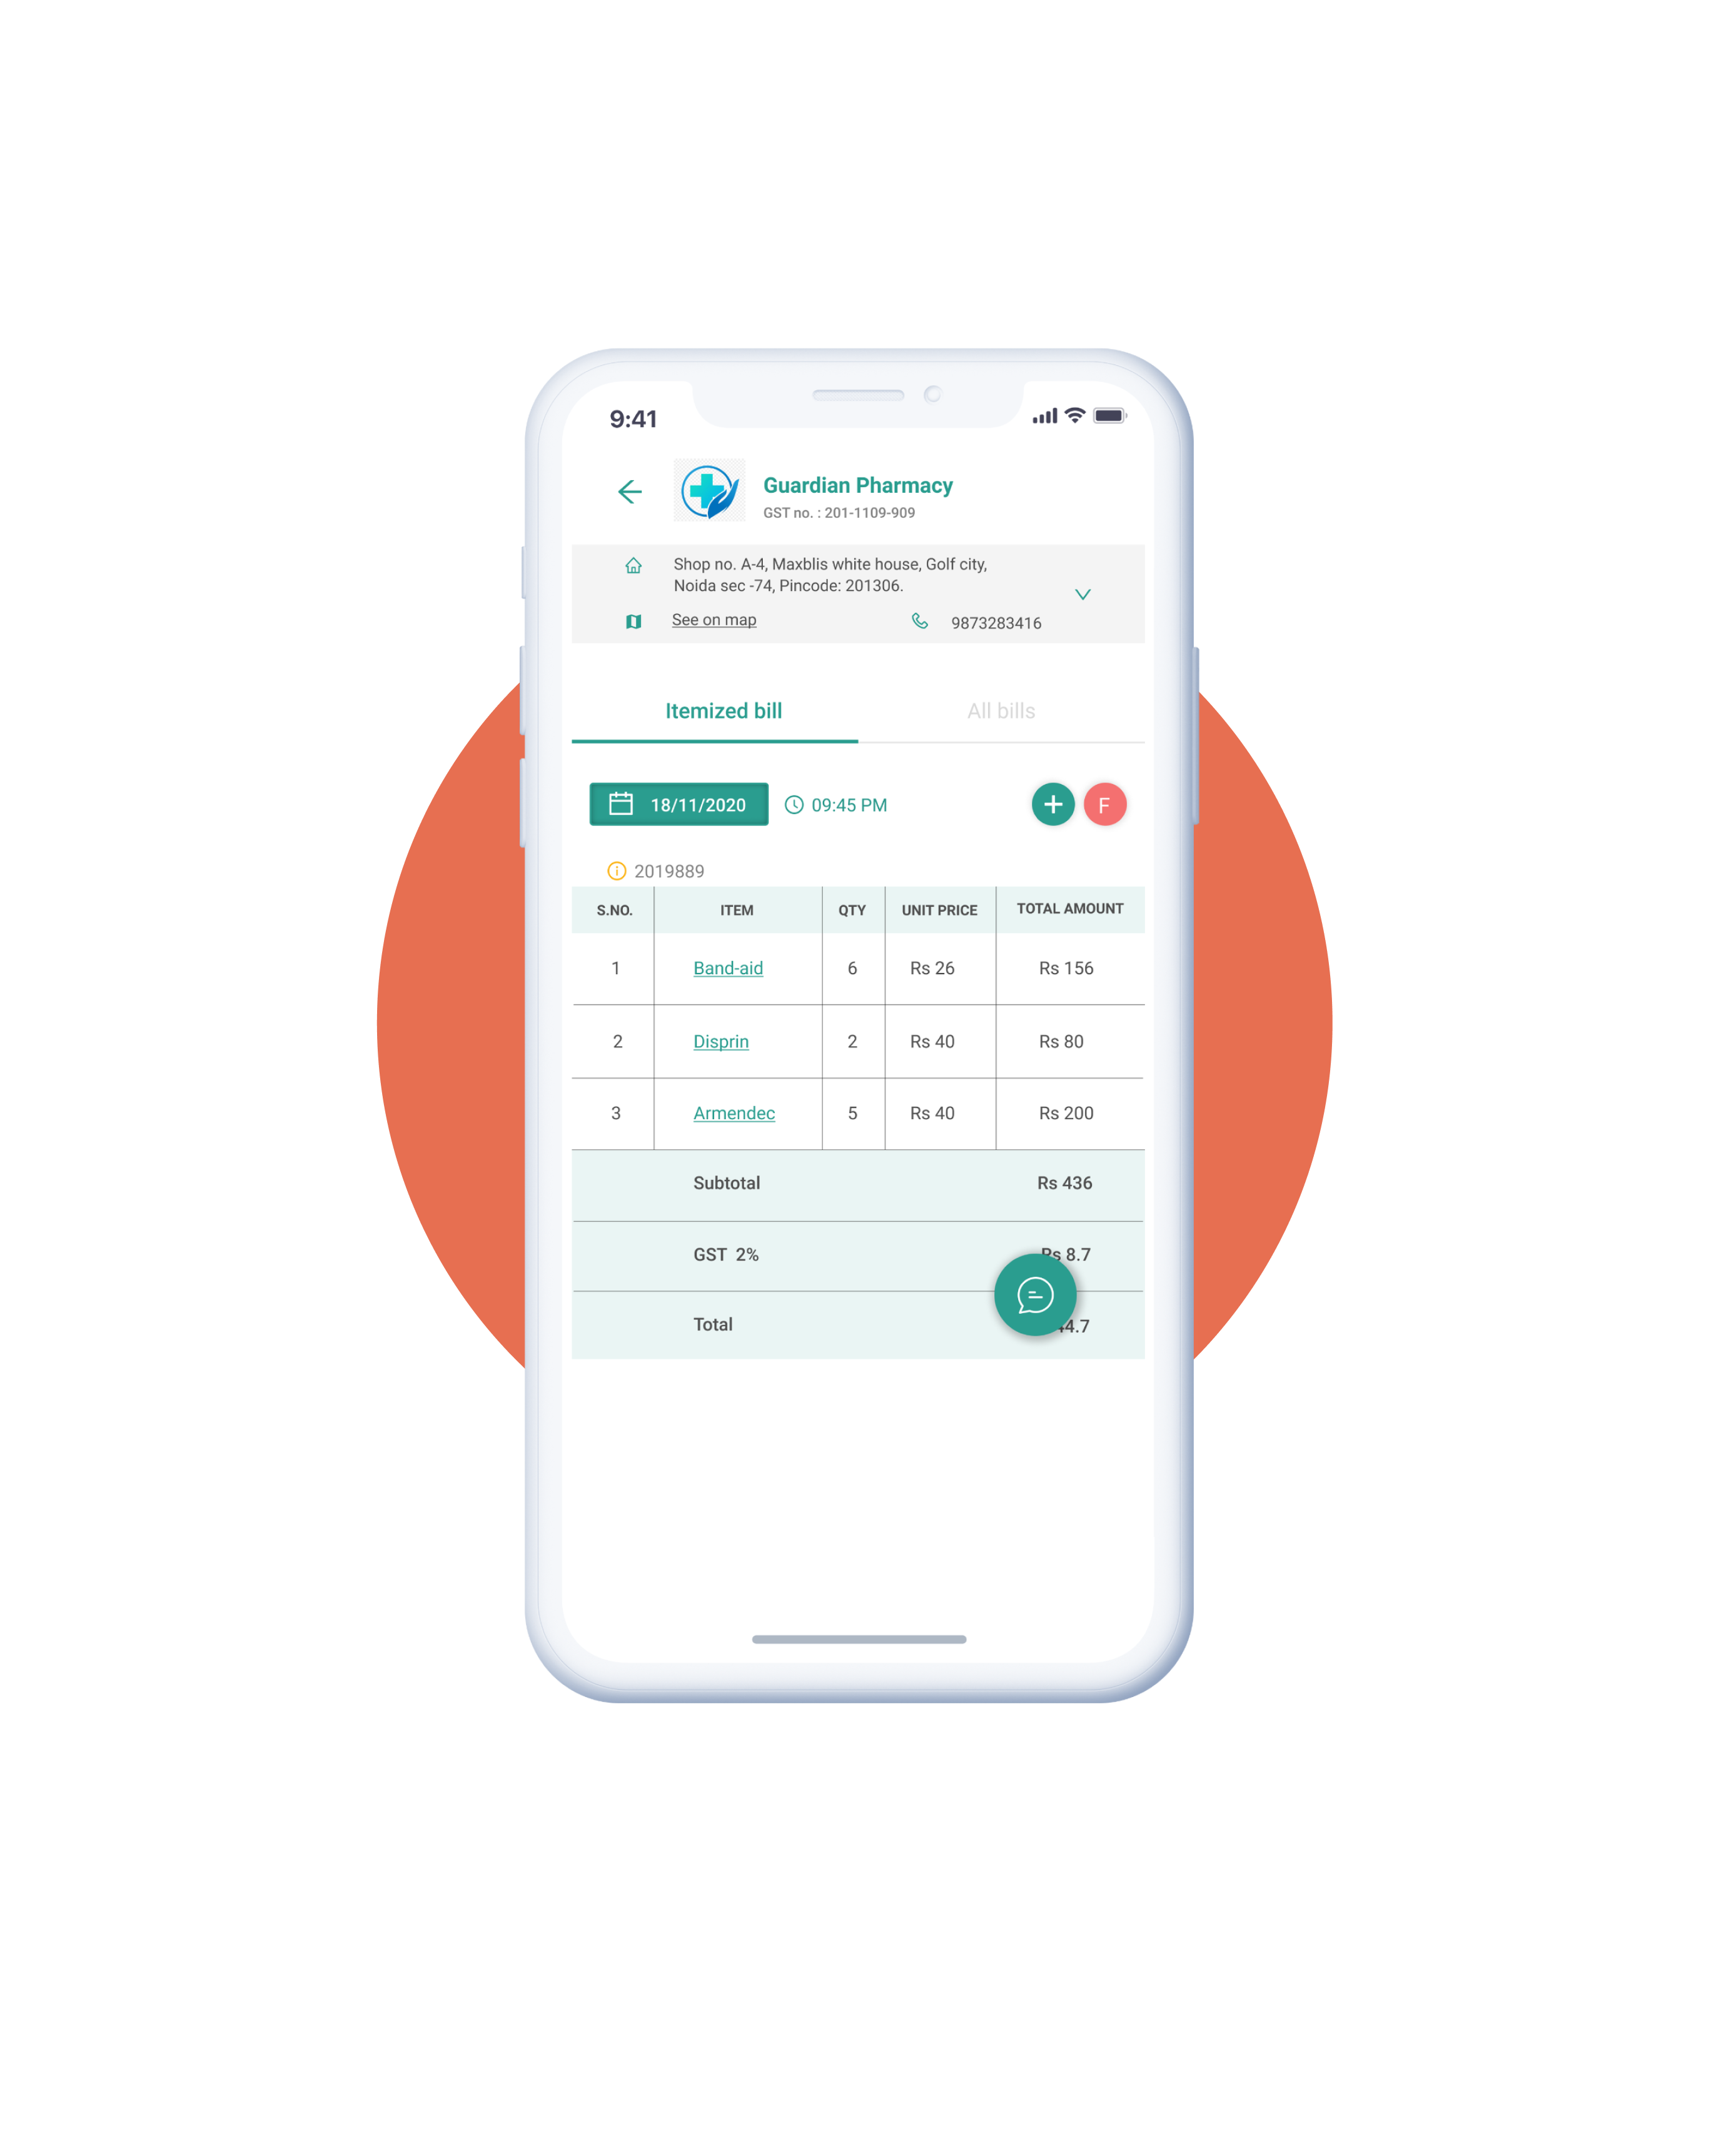 9:41
Guardian Pharmacy
GST no. : 201-1109-909
Shop no. A-4, Maxblis white house, Golf city,
Noida sec -74, Pincode: 201306.
See on map 9873283416
Itemized bill All bills
18/11/2020 09:45 PM + F
2019889
S.NO. ITEM QTY UNIT PRICE TOTAL AMOUNT
1 Band-aid 6 Rs 26 Rs 156
2 Disprin 2 Rs 40 Rs 80
3 Armendec 5 Rs 40 Rs 200
Subtotal Rs 436
GST 2% Rs 8.7
Total 4.7